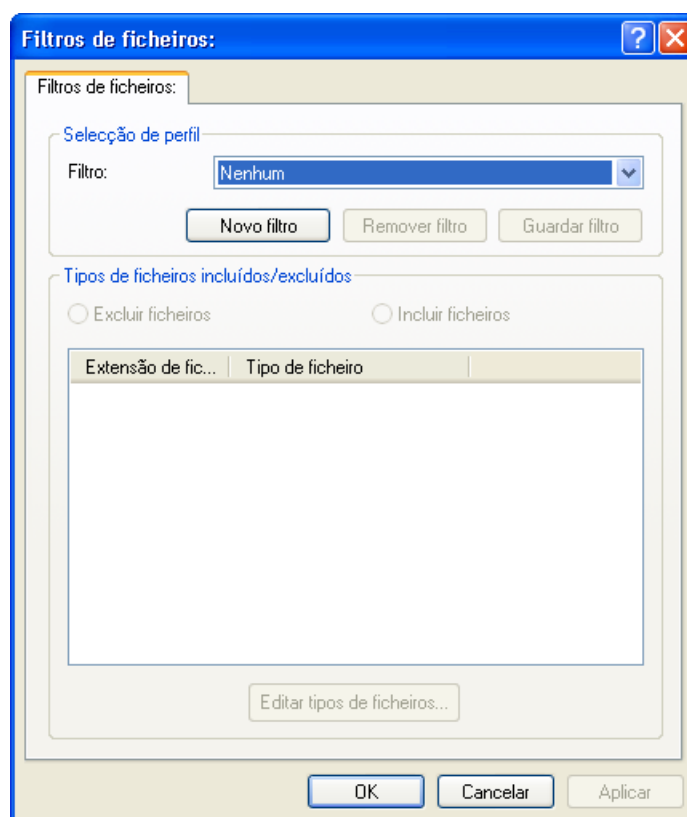 Filtros de ficheiros:
Filtros de ficheiros:
Selecção de perfil
Filtro: Nenhum
Novo filtro Remover filtro Guardar filtro
Tipos de ficheiros incluídos/excluídos
Excluir ficheiros Incluir ficheiros
Extensão de fic... Tipo de ficheiro
Editar tipos de ficheiros...
OK Cancelar Aplicar